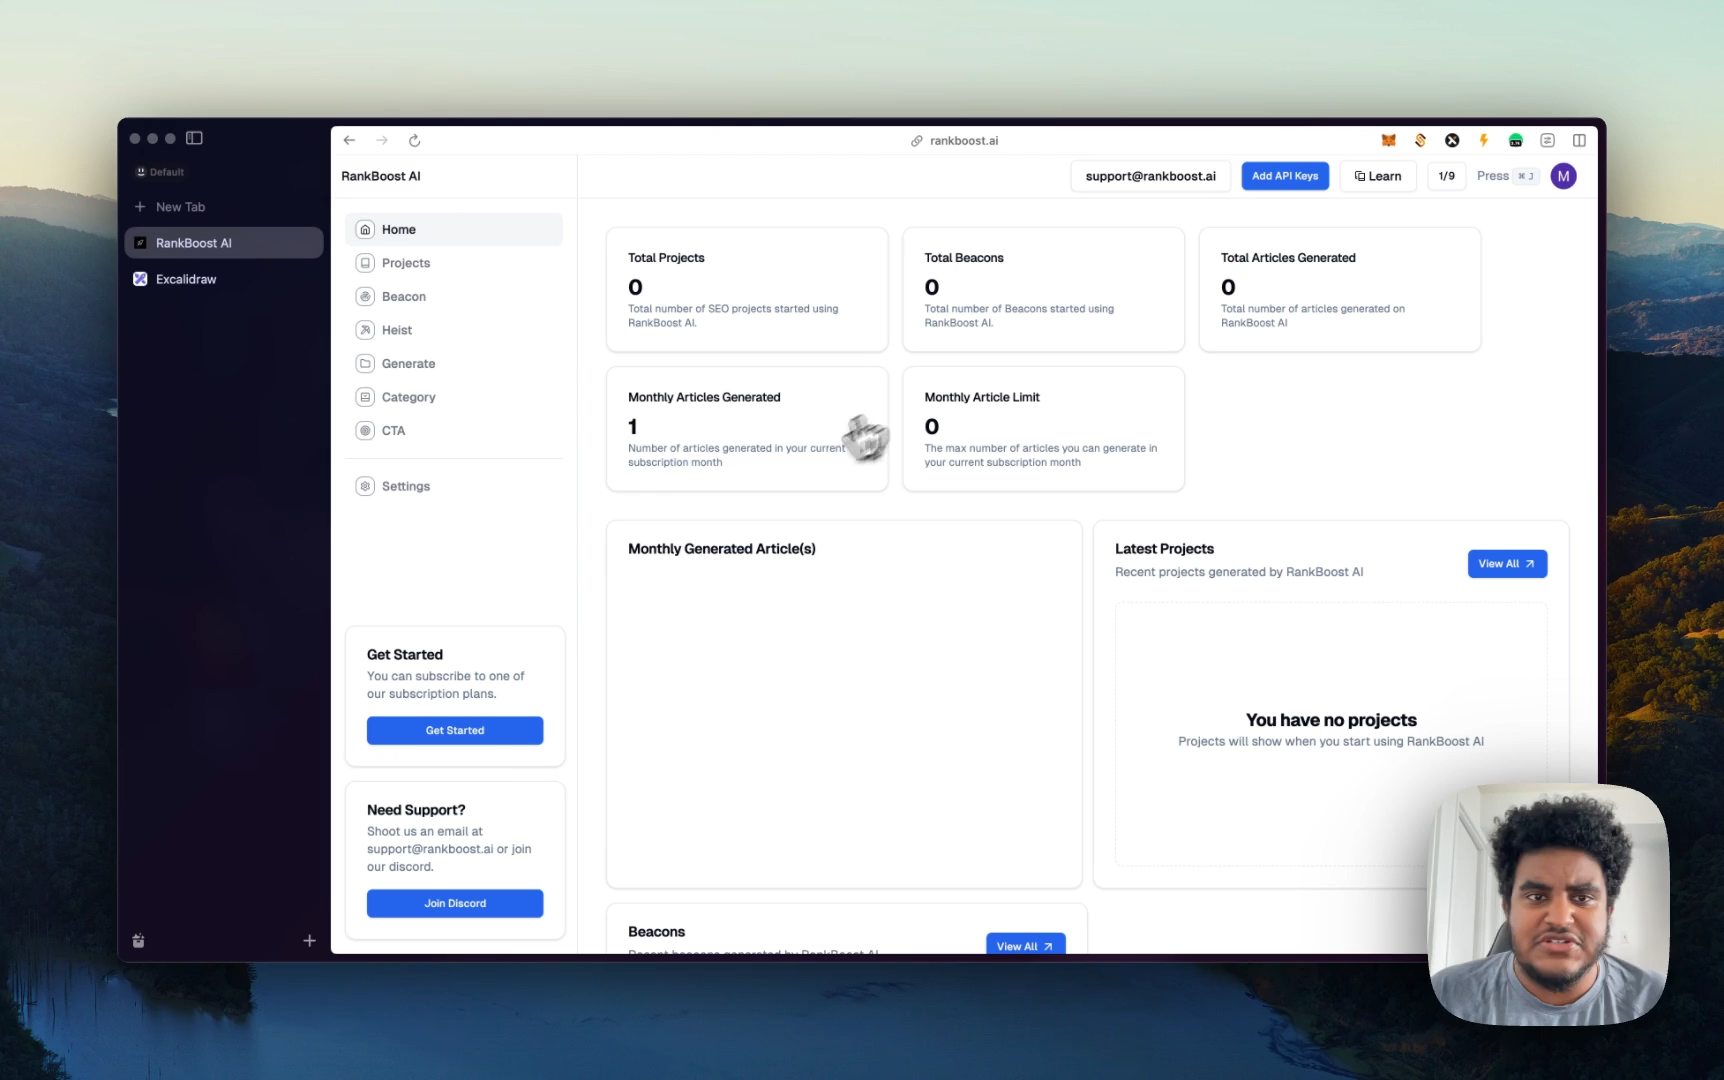 Default
New Tab
RankBoost AI
Excalidraw
rankboost.ai
RankBoost AI
support@rankboost.ai
Add API Keys
Learn
1/9
Press ⌘ J
M
Home
Projects
Beacon
Heist
Generate
Category
CTA
Settings
Get Started
You can subscribe to one of
our subscription plans.
Get Started
Need Support?
Shoot us an email at
support@rankboost.ai or join
our discord.
Join Discord
Total Projects
0
Total number of SEO projects started using
RankBoost AI.
Total Beacons
0
Total number of Beacons started using
RankBoost AI.
Total Articles Generated
0
Total number of articles generated on
RankBoost AI
Monthly Articles Generated
1
Number of articles generated in your current
subscription month
Monthly Article Limit
0
The max number of articles you can generate in
your current subscription month
Monthly Generated Article(s)
Latest Projects
Recent projects generated by RankBoost AI
View All
You have no projects
Projects will show when you start using RankBoost AI
Beacons
Recent beacons generated by RankBoost AI
View All